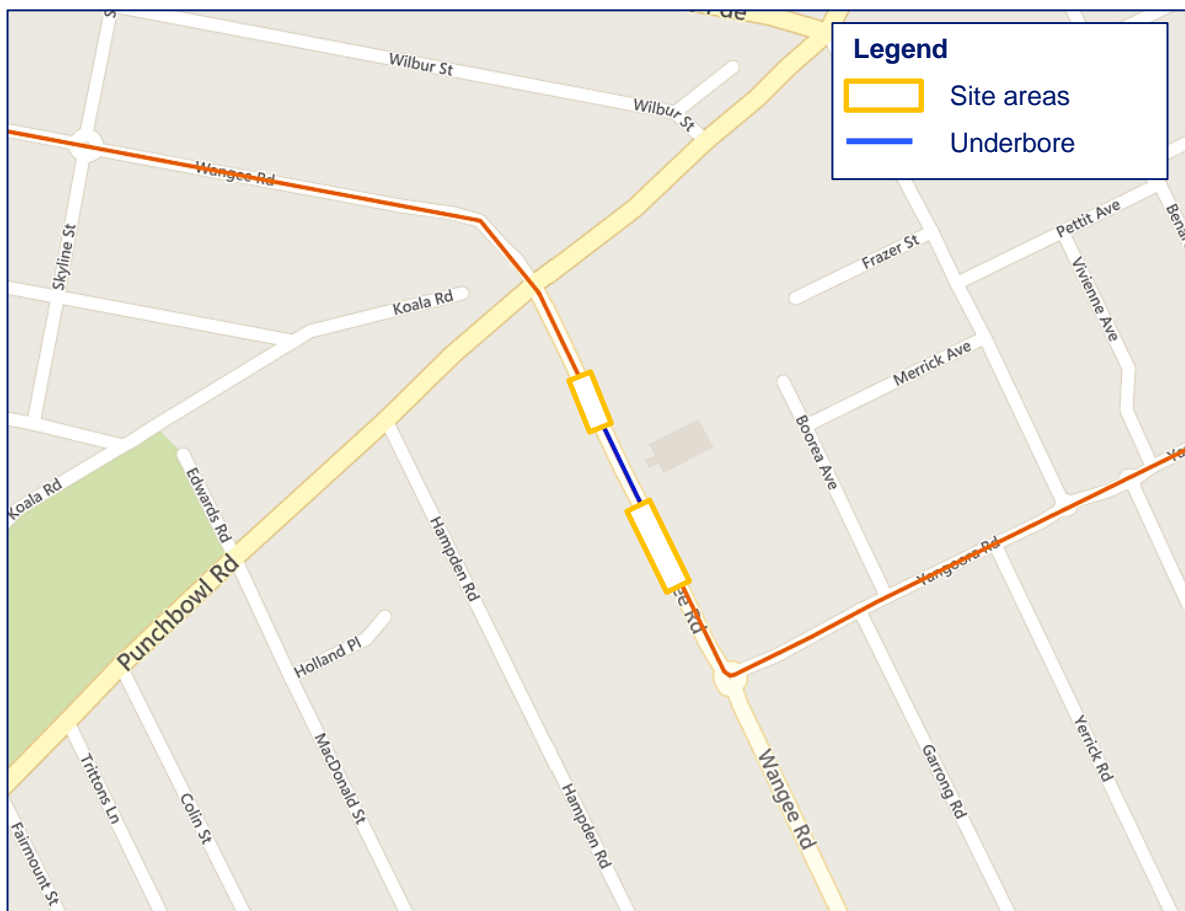 Legend
Site areas
Underbore
Wilbur St
Wilbur St
Wangee Rd
Skyline St
Koala Rd
Frazer St
Pettit Ave
Vivienne Ave
Merrick Ave
Boorea Ave
Koala Rd
Edwards Rd
Hampden Rd
Punchbowl Rd
Yangoora Rd
ee Rd
Holland Pl
MacDonald St
Trittons Ln
Colin St
Fairmount St
Hampden Rd
Wangee Rd
Garrong Rd
Yerrick Rd